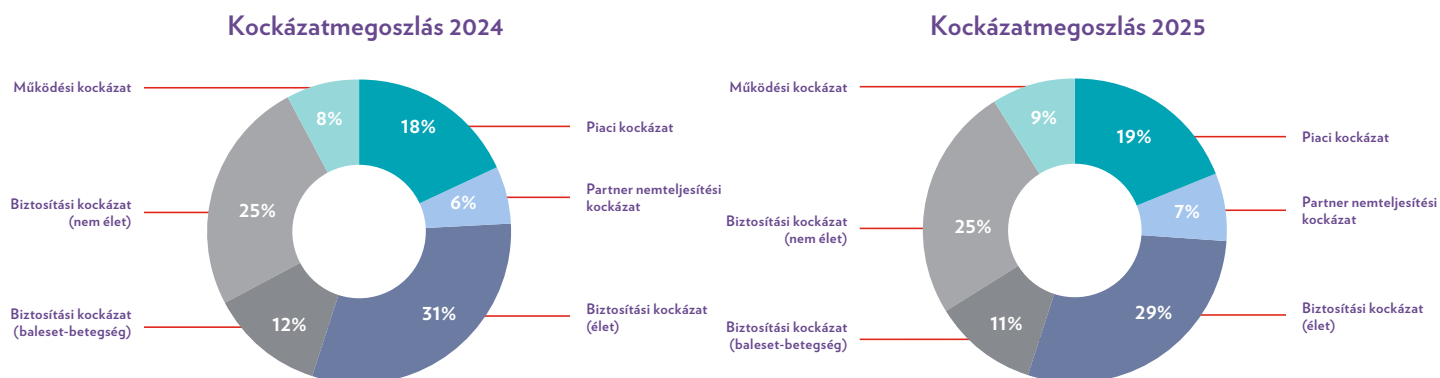 Kockázatmegoszlás 2024
Működési kockázat
8%
18%
Piaci kockázat
Biztosítási kockázat
(nem élet)
25%
6%
Partner nemteljesítési
kockázat
Biztosítási kockázat
(baleset-betegség)
12%
31%
Biztosítási kockázat
(élet)
Kockázatmegoszlás 2025
Működési kockázat
9%
19%
Piaci kockázat
Biztosítási kockázat
(nem élet)
25%
7%
Partner nemteljesítési
kockázat
Biztosítási kockázat
(baleset-betegség)
11%
29%
Biztosítási kockázat
(élet)